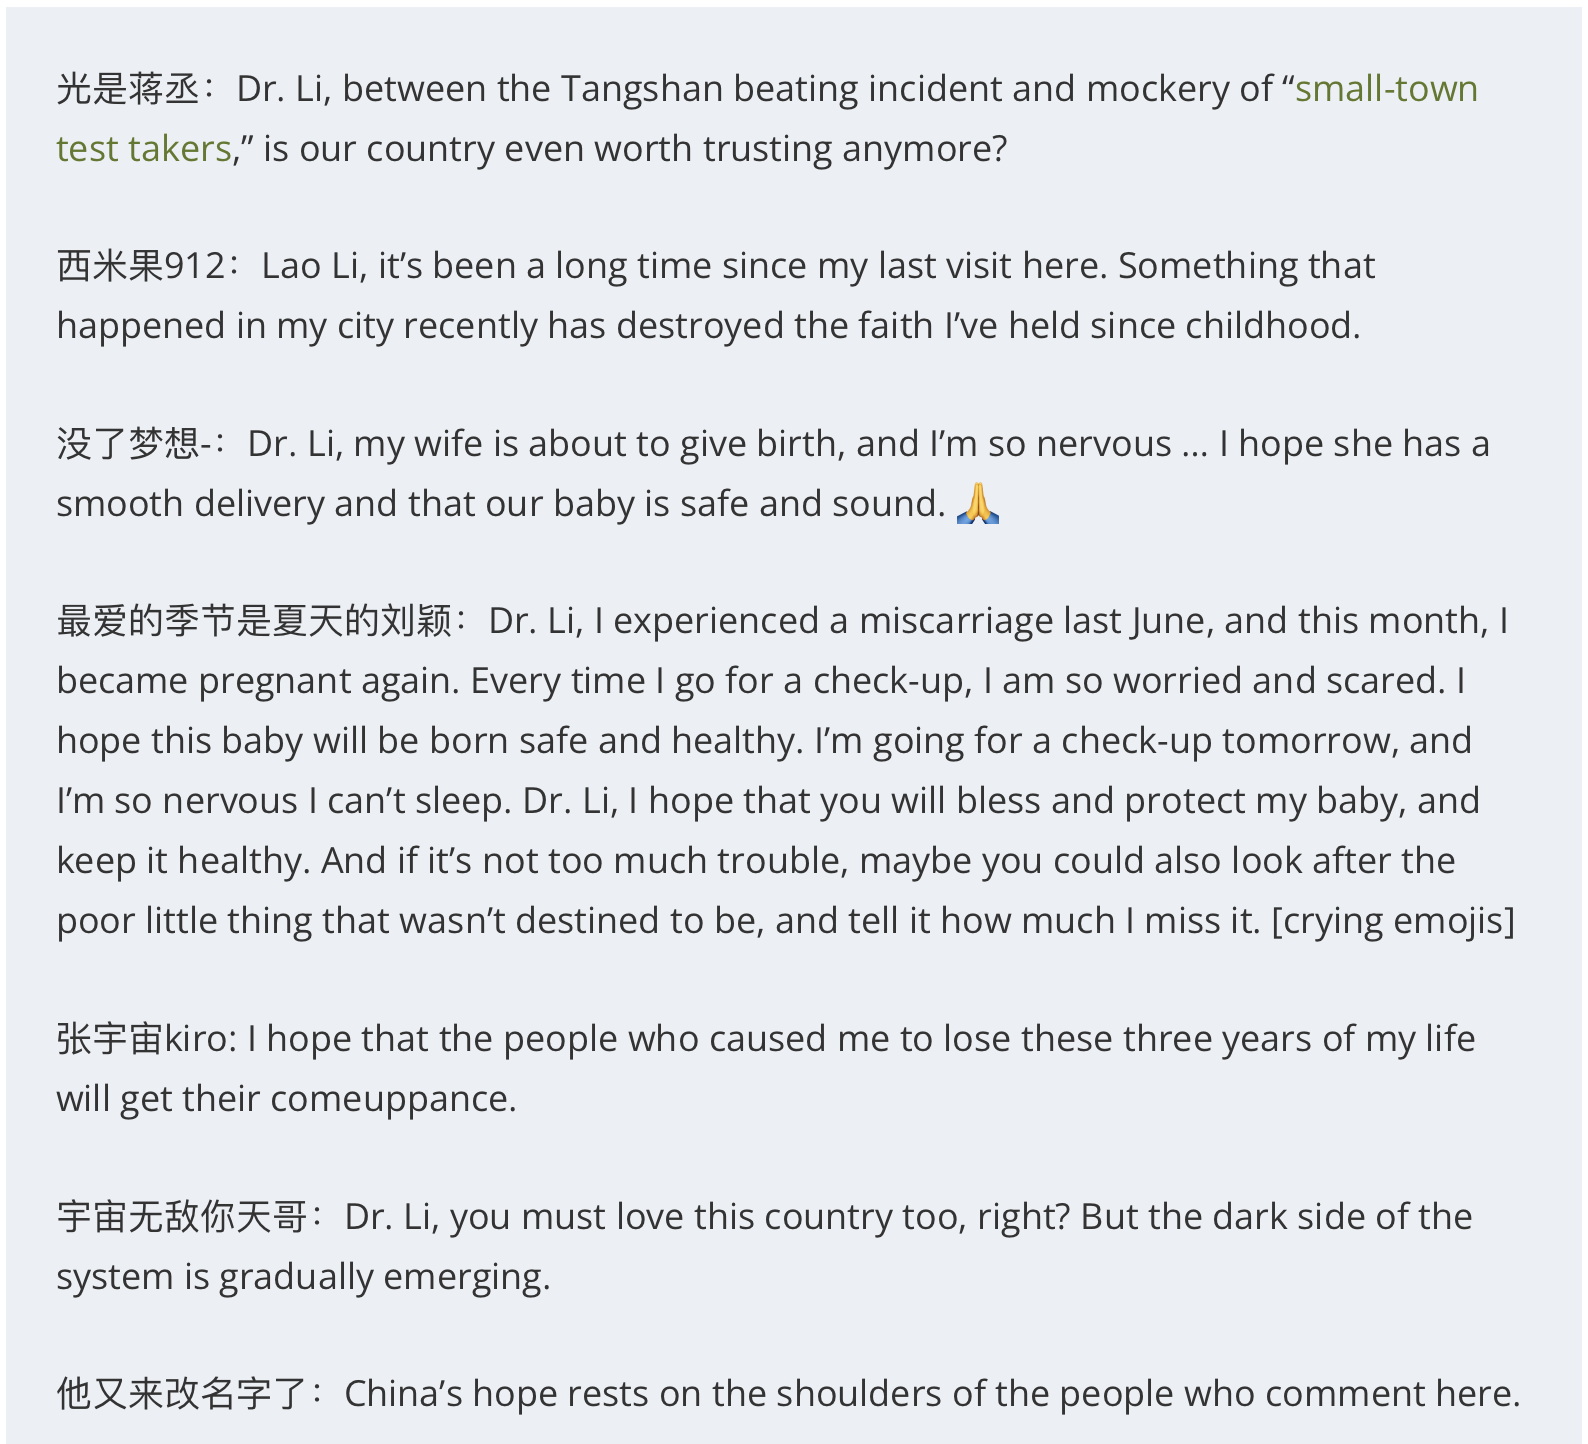 光是蒋丞：Dr. Li, between the Tangshan beating incident and mockery of “small-town
test takers,” is our country even worth trusting anymore?
西米果912：Lao Li, it’s been a long time since my last visit here. Something that
happened in my city recently has destroyed the faith I’ve held since childhood.
没了梦想-：Dr. Li, my wife is about to give birth, and I’m so nervous … I hope she has a
smooth delivery and that our baby is safe and sound. 🙏
最爱的季节是夏天的刘颖：Dr. Li, I experienced a miscarriage last June, and this month, I
became pregnant again. Every time I go for a check-up, I am so worried and scared. I
hope this baby will be born safe and healthy. I’m going for a check-up tomorrow, and
I’m so nervous I can’t sleep. Dr. Li, I hope that you will bless and protect my baby, and
keep it healthy. And if it’s not too much trouble, maybe you could also look after the
poor little thing that wasn’t destined to be, and tell it how much I miss it. [crying emojis]
张宇宙kiro: I hope that the people who caused me to lose these three years of my life
will get their comeuppance.
宇宙无敌你天哥：Dr. Li, you must love this country too, right? But the dark side of the
system is gradually emerging.
他又来改名字了：China’s hope rests on the shoulders of the people who comment here.